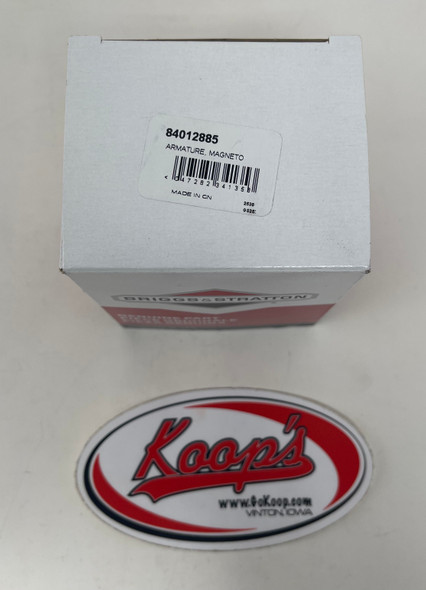 84012885
ARMATURE, MAGNETO
MADE IN CN
BRIGGS & STRATTON
Koop's
www.GoKoop.com
VINTON, IOWA